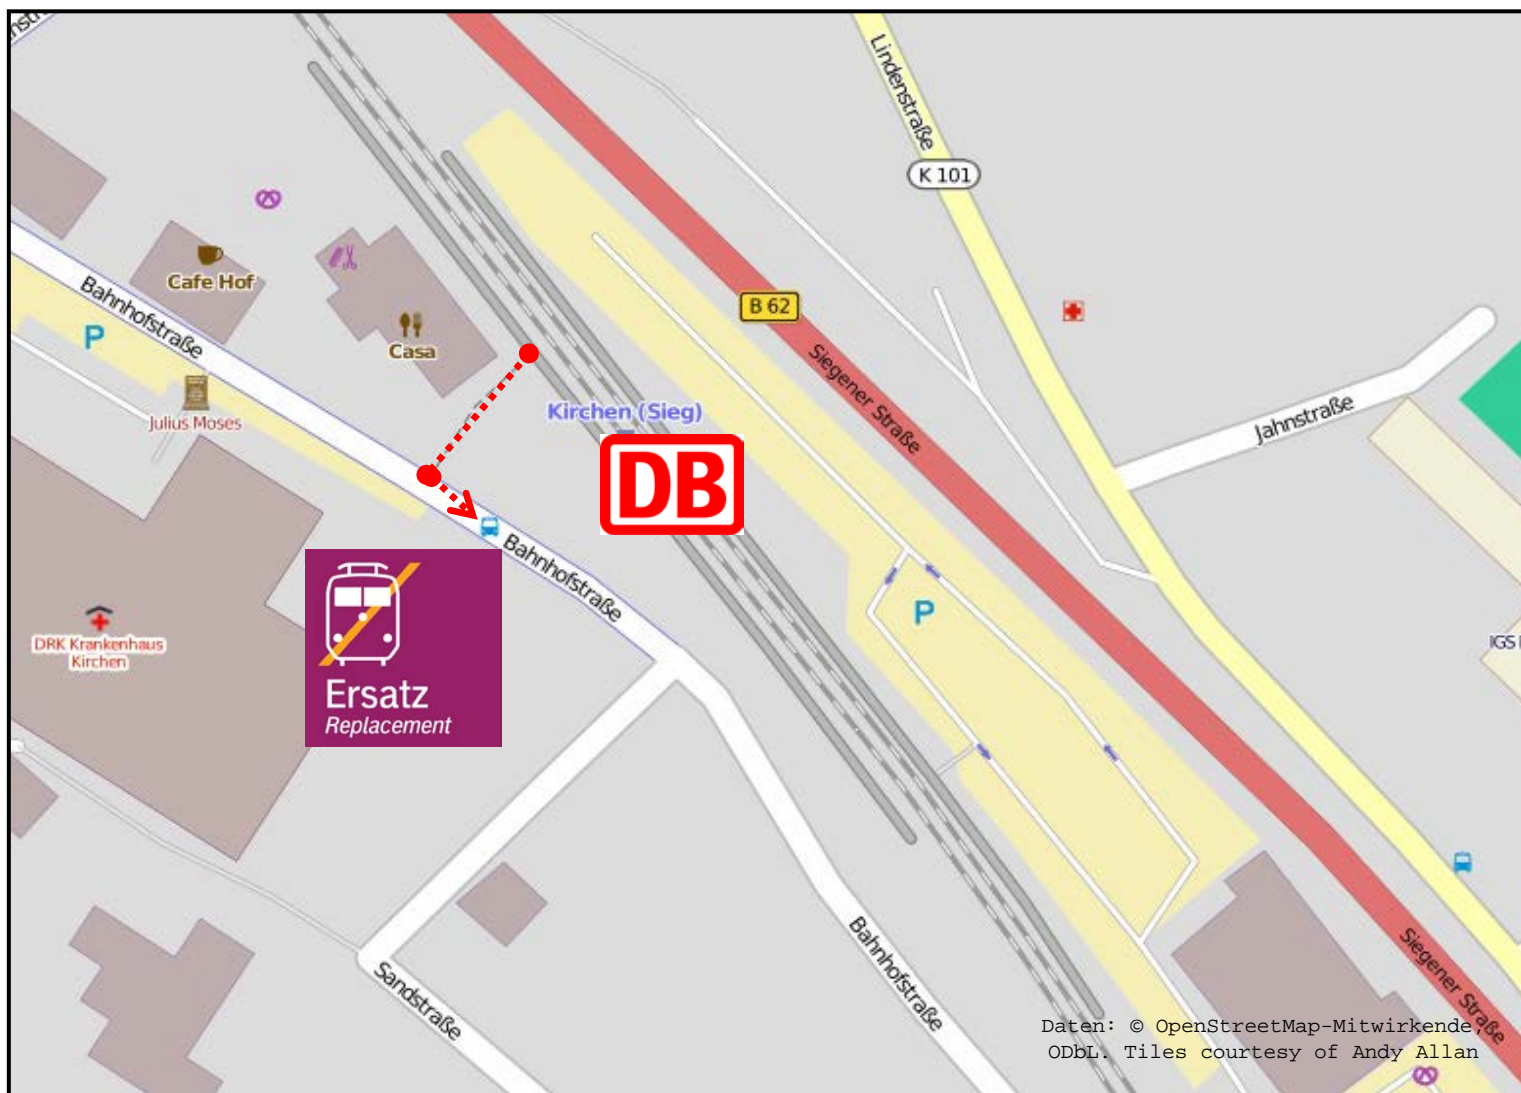 Lindenstraße
K 101
Cafe Hof
Bahnhofstraße
P
Casa
B 62
Julius Moses
Kirchen (Sieg)
Siegener Straße
Jahnstraße
DB
Bahnhofstraße
P
DRK Krankenhaus
Kirchen
IGS
Ersatz
Replacement
Bahnhofstraße
Sandstraße
Siegener Straße
Daten: © OpenStreetMap-Mitwirkende,
ODbL. Tiles courtesy of Andy Allan